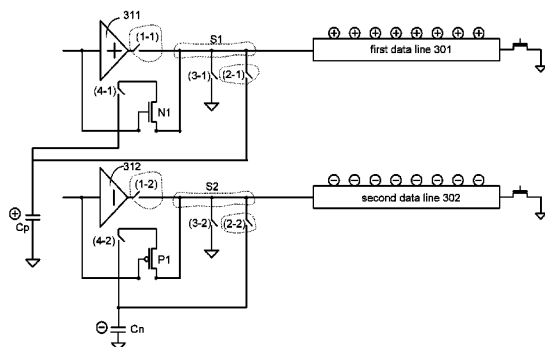 311
(1-1)
S1
first data line 301
(3-1)
(2-1)
(4-1)
N1
312
(1-2)
S2
second data line 302
Cp
(4-2)
(3-2)
(2-2)
P1
Cn